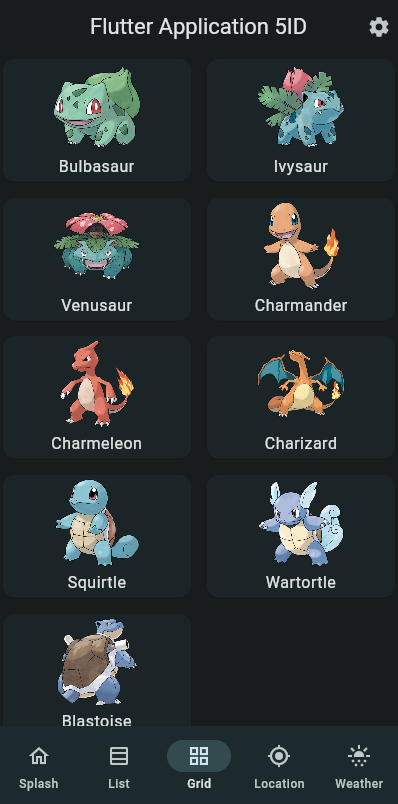 Flutter Application 5ID
Bulbasaur
Ivysaur
Venusaur
Charmander
Charmeleon
Charizard
Squirtle
Wartortle
Blastoise
Splash
List
Grid
Location
Weather